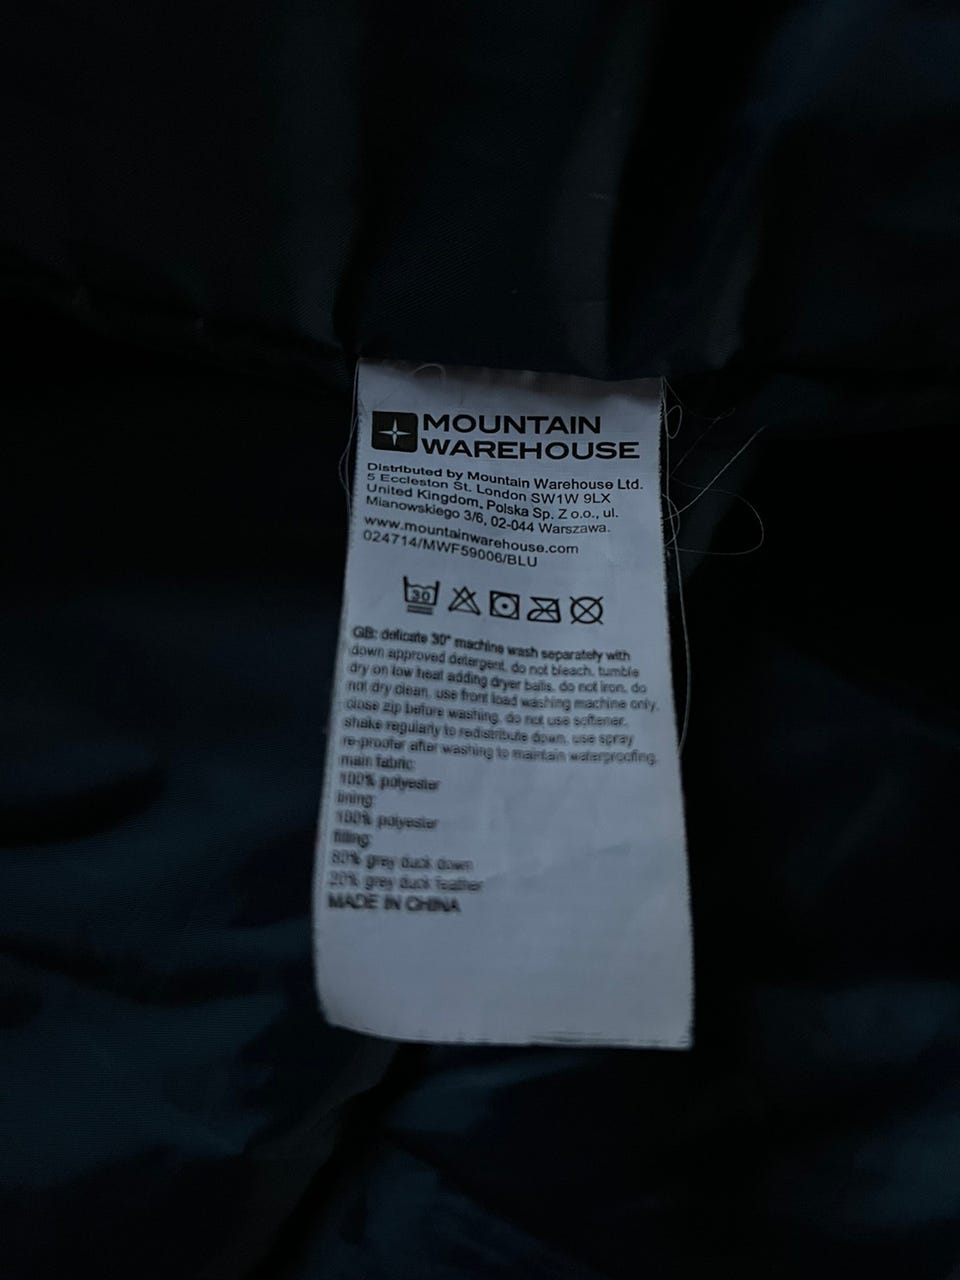 MOUNTAIN
WAREHOUSE
Distributed by Mountain Warehouse Ltd.
5 Eccleston St. London SW1W 9LX
United Kingdom, Polska Sp. Z o.o., ul.
Mianowskiego 3/6, 02-044 Warszawa.
www.mountainwarehouse.com
024714/MWF59006/BLU
30
GB: delicate 30° machine wash separately with
down approved detergent, do not bleach, tumble
dry on low heat adding dryer balls, do not iron, do
not dry clean, use front load washing machine only,
close zip before washing, do not use softener,
shake regularly to redistribute down, use spray
re-proofer after washing to maintain waterproofing.
main fabric:
100% polyester
lining:
100% polyester
filling:
80% grey duck down
20% grey duck feather
MADE IN CHINA